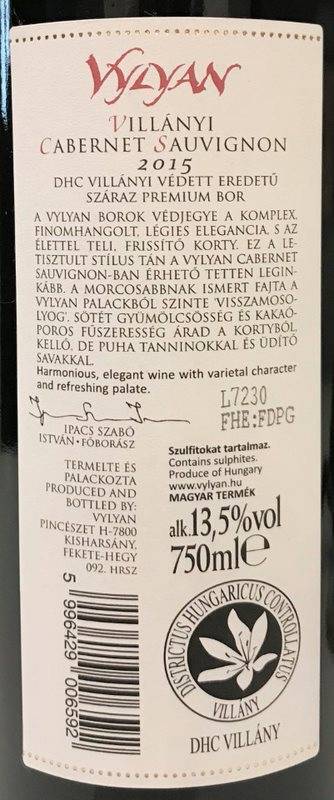 VYLYAN
VILLÁNYI
CABERNET SAUVIGNON
2015
DHC VILLÁNYI VÉDETT EREDETŰ
SZÁRAZ PREMIUM BOR
A VYLYAN BOROK VÉDJEGYE A KOMPLEX,
FINOMHANGOLT, LÉGIES ELEGANCIA, S AZ
ÉLETTEL TELI, FRISSÍTŐ KORTY. EZ A LE-
TISZTULT STÍLUS TÁN A VYLYAN CABERNET
SAUVIGNON-BAN ÉRHETŐ TETTEN LEGIN-
KÁBB. A MORCOSABBNAK ISMERT FAJTA A
VYLYAN PALACKBÓL SZINTE 'VISSZAMOSO-
LYOG'. SÖTÉT GYÜMÖLCSÖSSÉG ÉS KAKAÓ-
POROS FŰSZERESSÉG ÁRAD A KORTYBÓL,
KELLŐ, DE PUHA TANNINOKKAL ÉS ÜDÍTŐ
SAVAKKAL.
Harmonious, elegant wine with varietal character
and refreshing palate.
L7230
FHE:FDPG
IPACS SZABÓ
ISTVÁN•FŐBORÁSZ
TERMELTE ÉS
PALACKOZTA
PRODUCED AND
BOTTLED BY:
VYLYAN
PINCÉSZET H-7800
KISHARSÁNY,
FEKETE-HEGY
092. HRSZ
Szulfitokat tartalmaz.
Contains sulphites.
Produce of Hungary
www.vylyan.hu
MAGYAR TERMÉK
alk.13,5%vol
750ml℮
5 996429 006592
DISTRICTUS HUNGARICUS CONTROLLATUS
VILLÁNY
DHC VILLÁNY